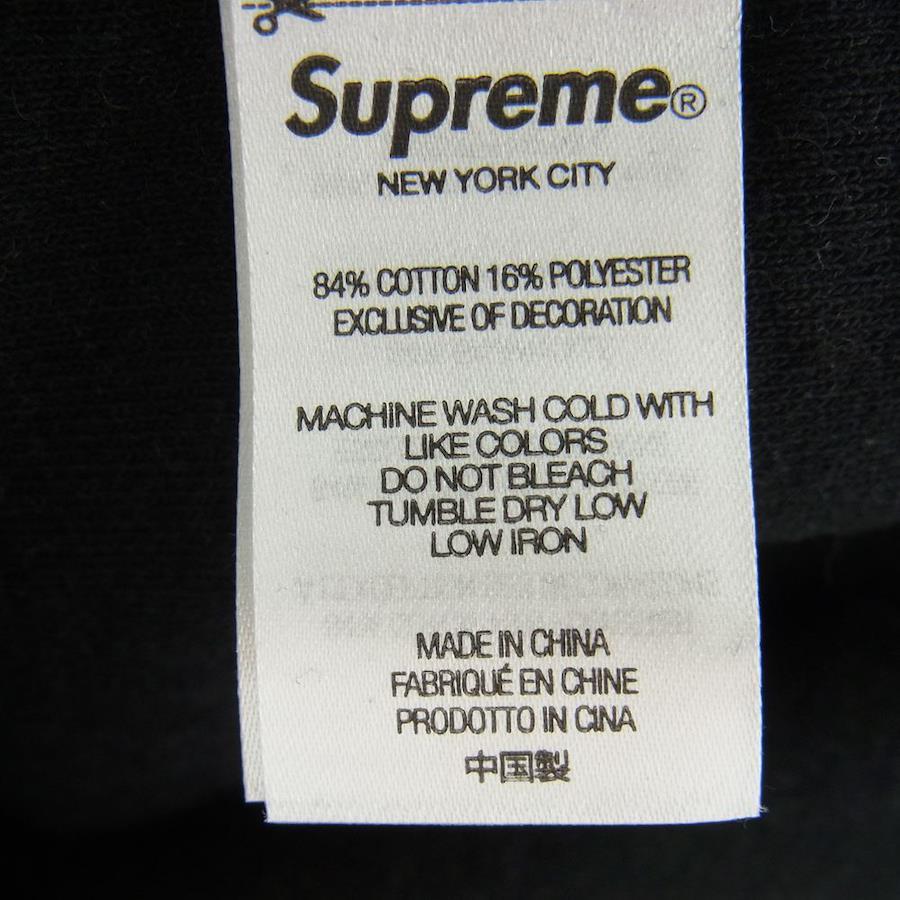 Supreme®
NEW YORK CITY
84% COTTON 16% POLYESTER
EXCLUSIVE OF DECORATION
MACHINE WASH COLD WITH
LIKE COLORS
DO NOT BLEACH
TUMBLE DRY LOW
LOW IRON
MADE IN CHINA
FABRIQUÉ EN CHINE
PRODOTTO IN CINA
中国製